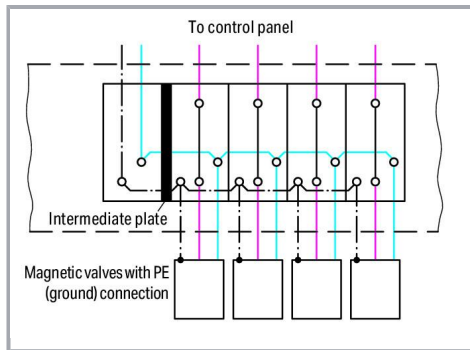 To control panel
Intermediate plate
Magnetic valves with PE
(ground) connection